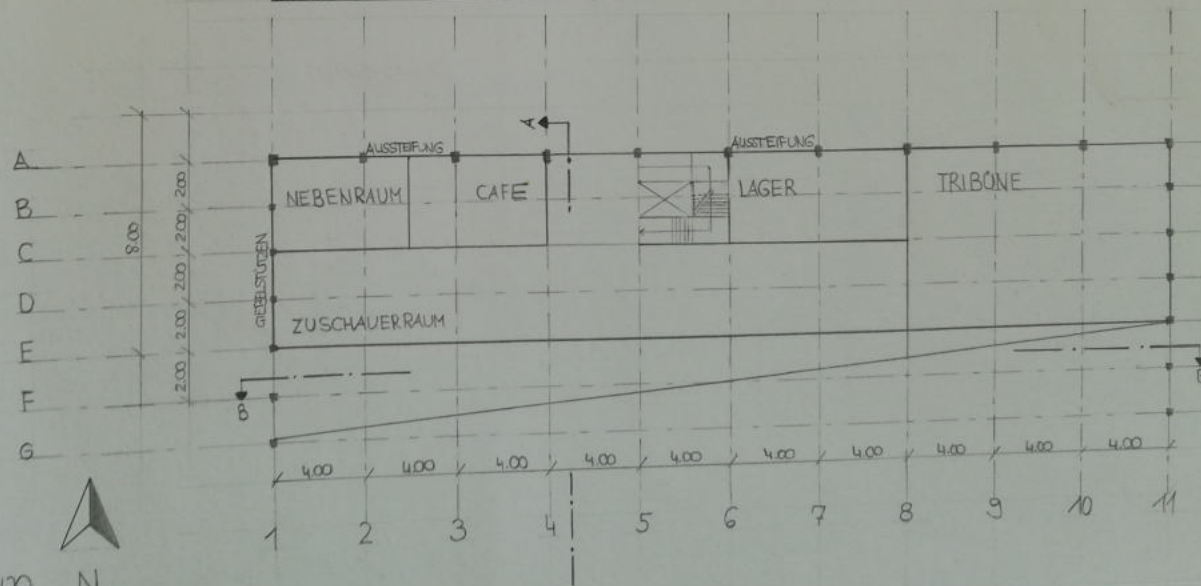 A
AUSSTEIFUNG
AUSSTEIFUNG
A
B
C
D
E
F
G
8.00
2.00
2.00
2.00
2.00
2.00
NEBENRAUM
CAFE
LAGER
TRIBÜNE
GIEBELSTÜTZEN
ZUSCHAUERRAUM
B
4.00 4.00 4.00 4.00 4.00 4.00 4.00 4.00 4.00 4.00
1 2 3 4 5 6 7 8 9 10 11
N